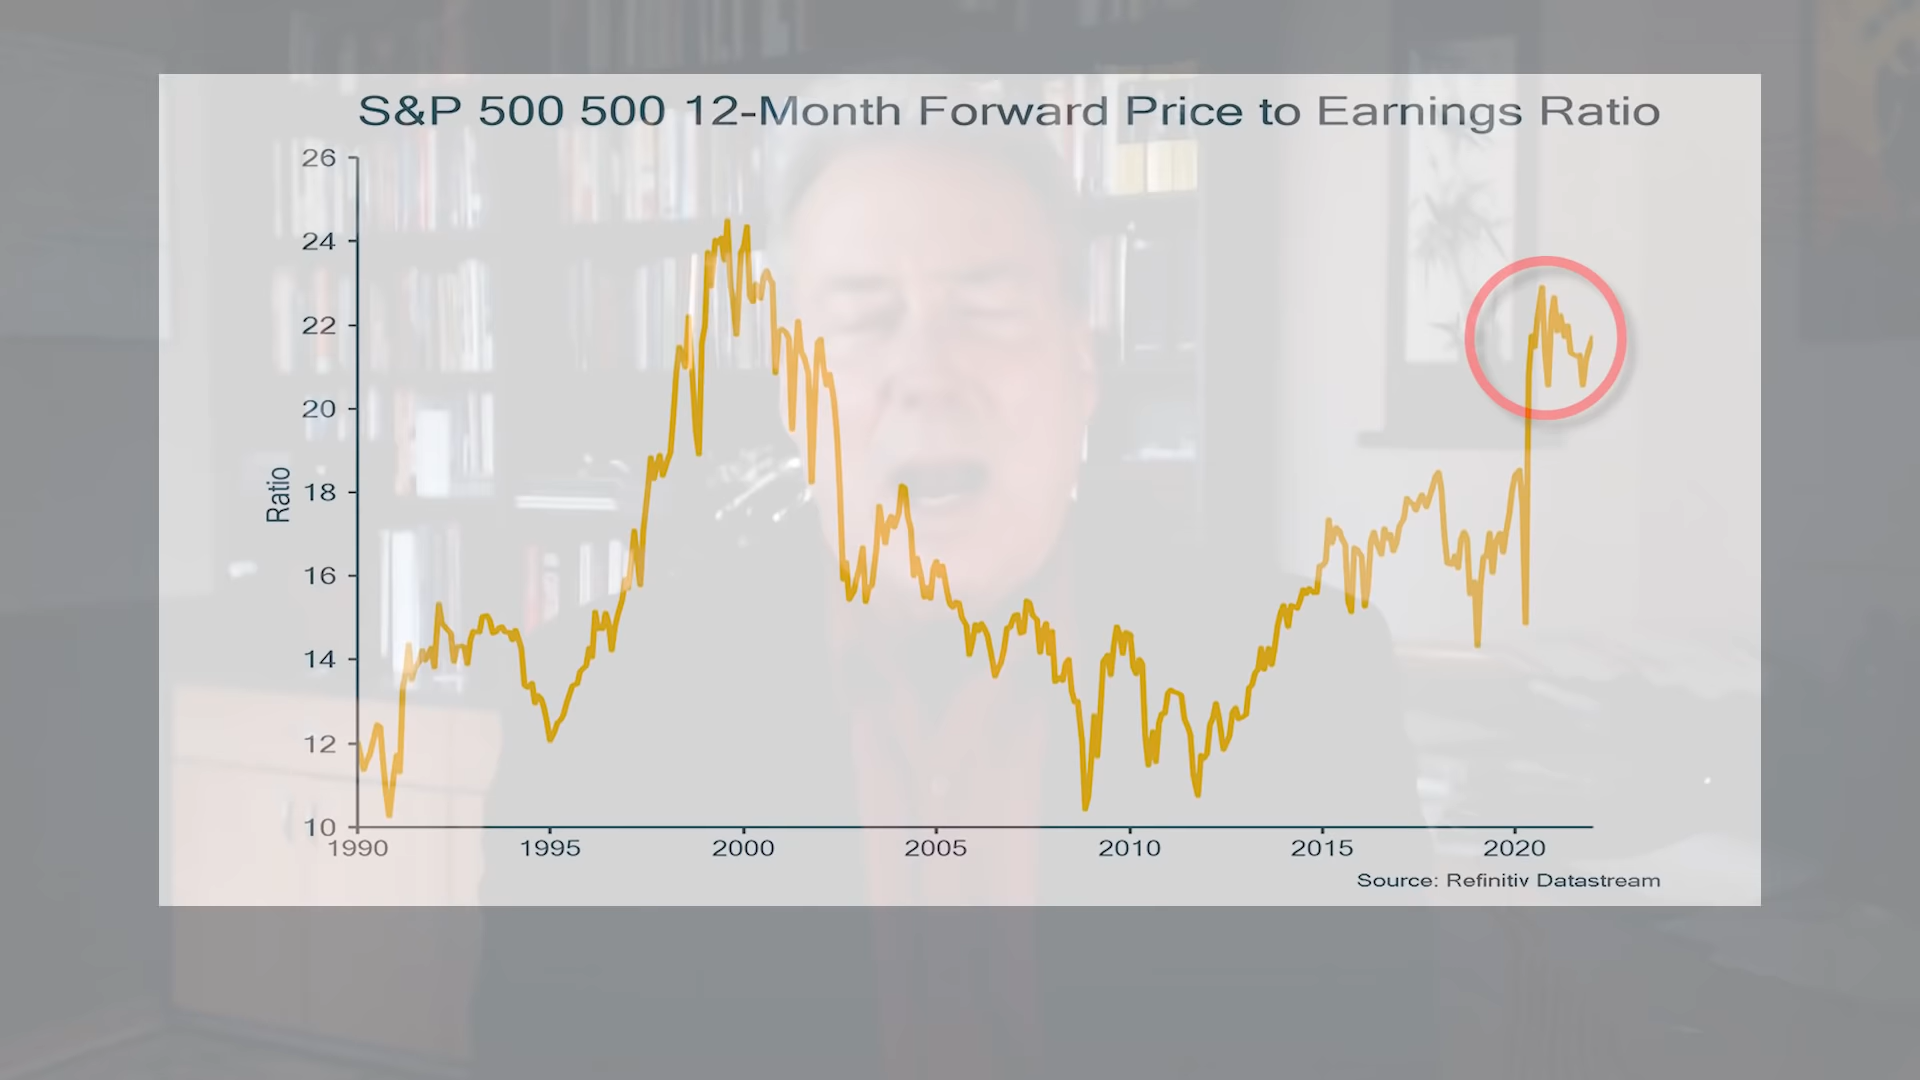 S&P 500 500 12-Month Forward Price to Earnings Ratio
26
24
22
20
18
16
14
12
10
Ratio
1990 1995 2000 2005 2010 2015 2020
Source: Refinitiv Datastream